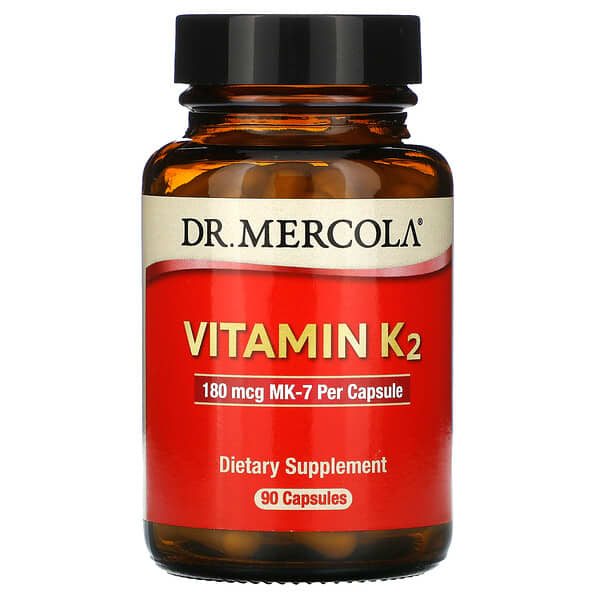 DR. MERCOLA®
VITAMIN K2
180 mcg MK-7 Per Capsule
Dietary Supplement
90 Capsules